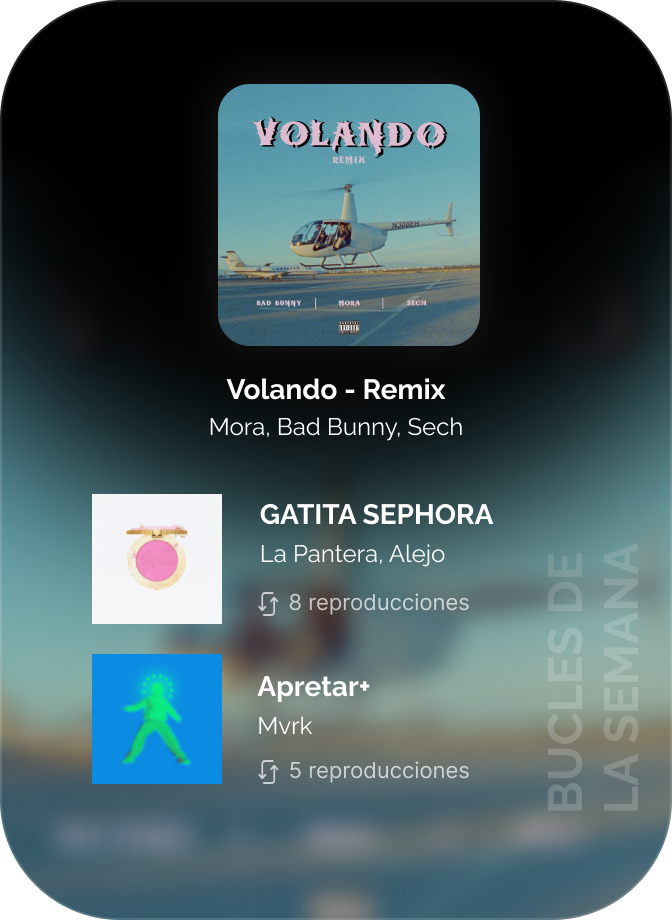 VOLANDO
REMIX
N308EH
BAD BUNNY | MORA | SECH
Volando - Remix
Mora, Bad Bunny, Sech
GATITA SEPHORA
La Pantera, Alejo
8 reproducciones
Apretar+
Mvrk
5 reproducciones
BUCLES DE
LA SEMANA